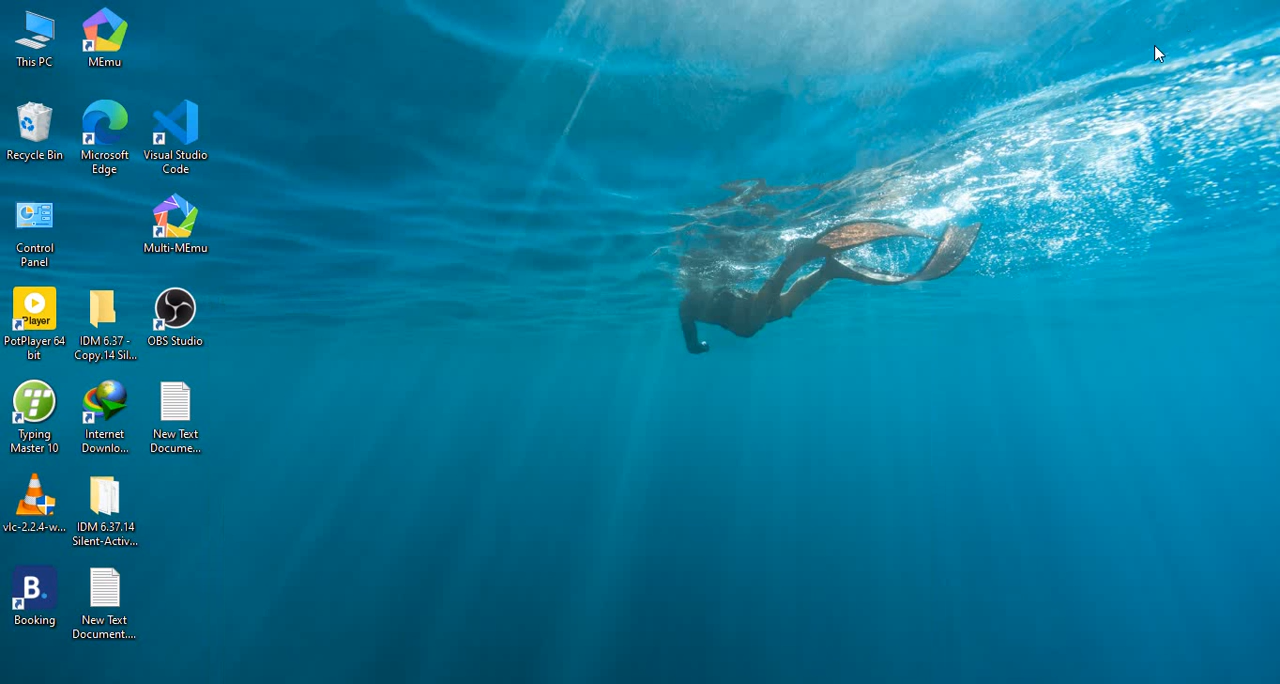 This PC
MEmu
Recycle Bin
Microsoft
Edge
Visual Studio
Code
Control
Panel
Multi-MEmu
Player
PotPlayer 64
bit
IDM 6.37 -
Copy.14 Sil...
OBS Studio
Typing
Master 10
Internet
Downlo...
New Text
Docume...
vlc-2.2.4-w...
IDM 6.37.14
Silent-Activ...
B.
Booking
New Text
Document....